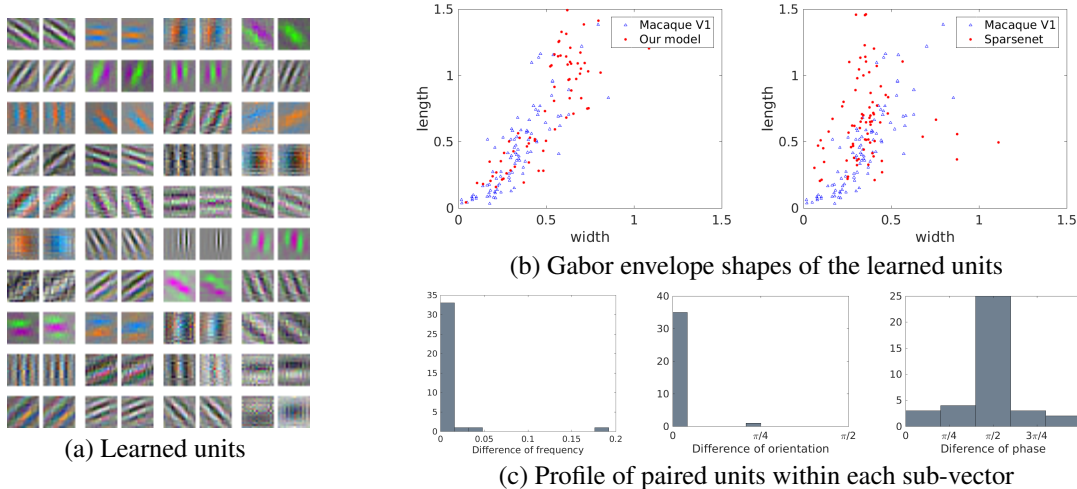 (a) Learned units
1.5
1
0.5
0
0
0.5
1
1.5
length
width
Macaque V1
Our model
1.5
1
0.5
0
0
0.5
1
1.5
length
width
Macaque V1
Sparsenet
(b) Gabor envelope shapes of the learned units
35
30
25
20
15
10
5
0
0 0.05 0.1 0.15 0.2
Difference of frequency
40
30
20
10
0
0 π/4 π/2
Difference of orientation
25
20
15
10
5
0
0 π/4 π/2 3π/4
Difference of phase
(c) Profile of paired units within each sub-vector